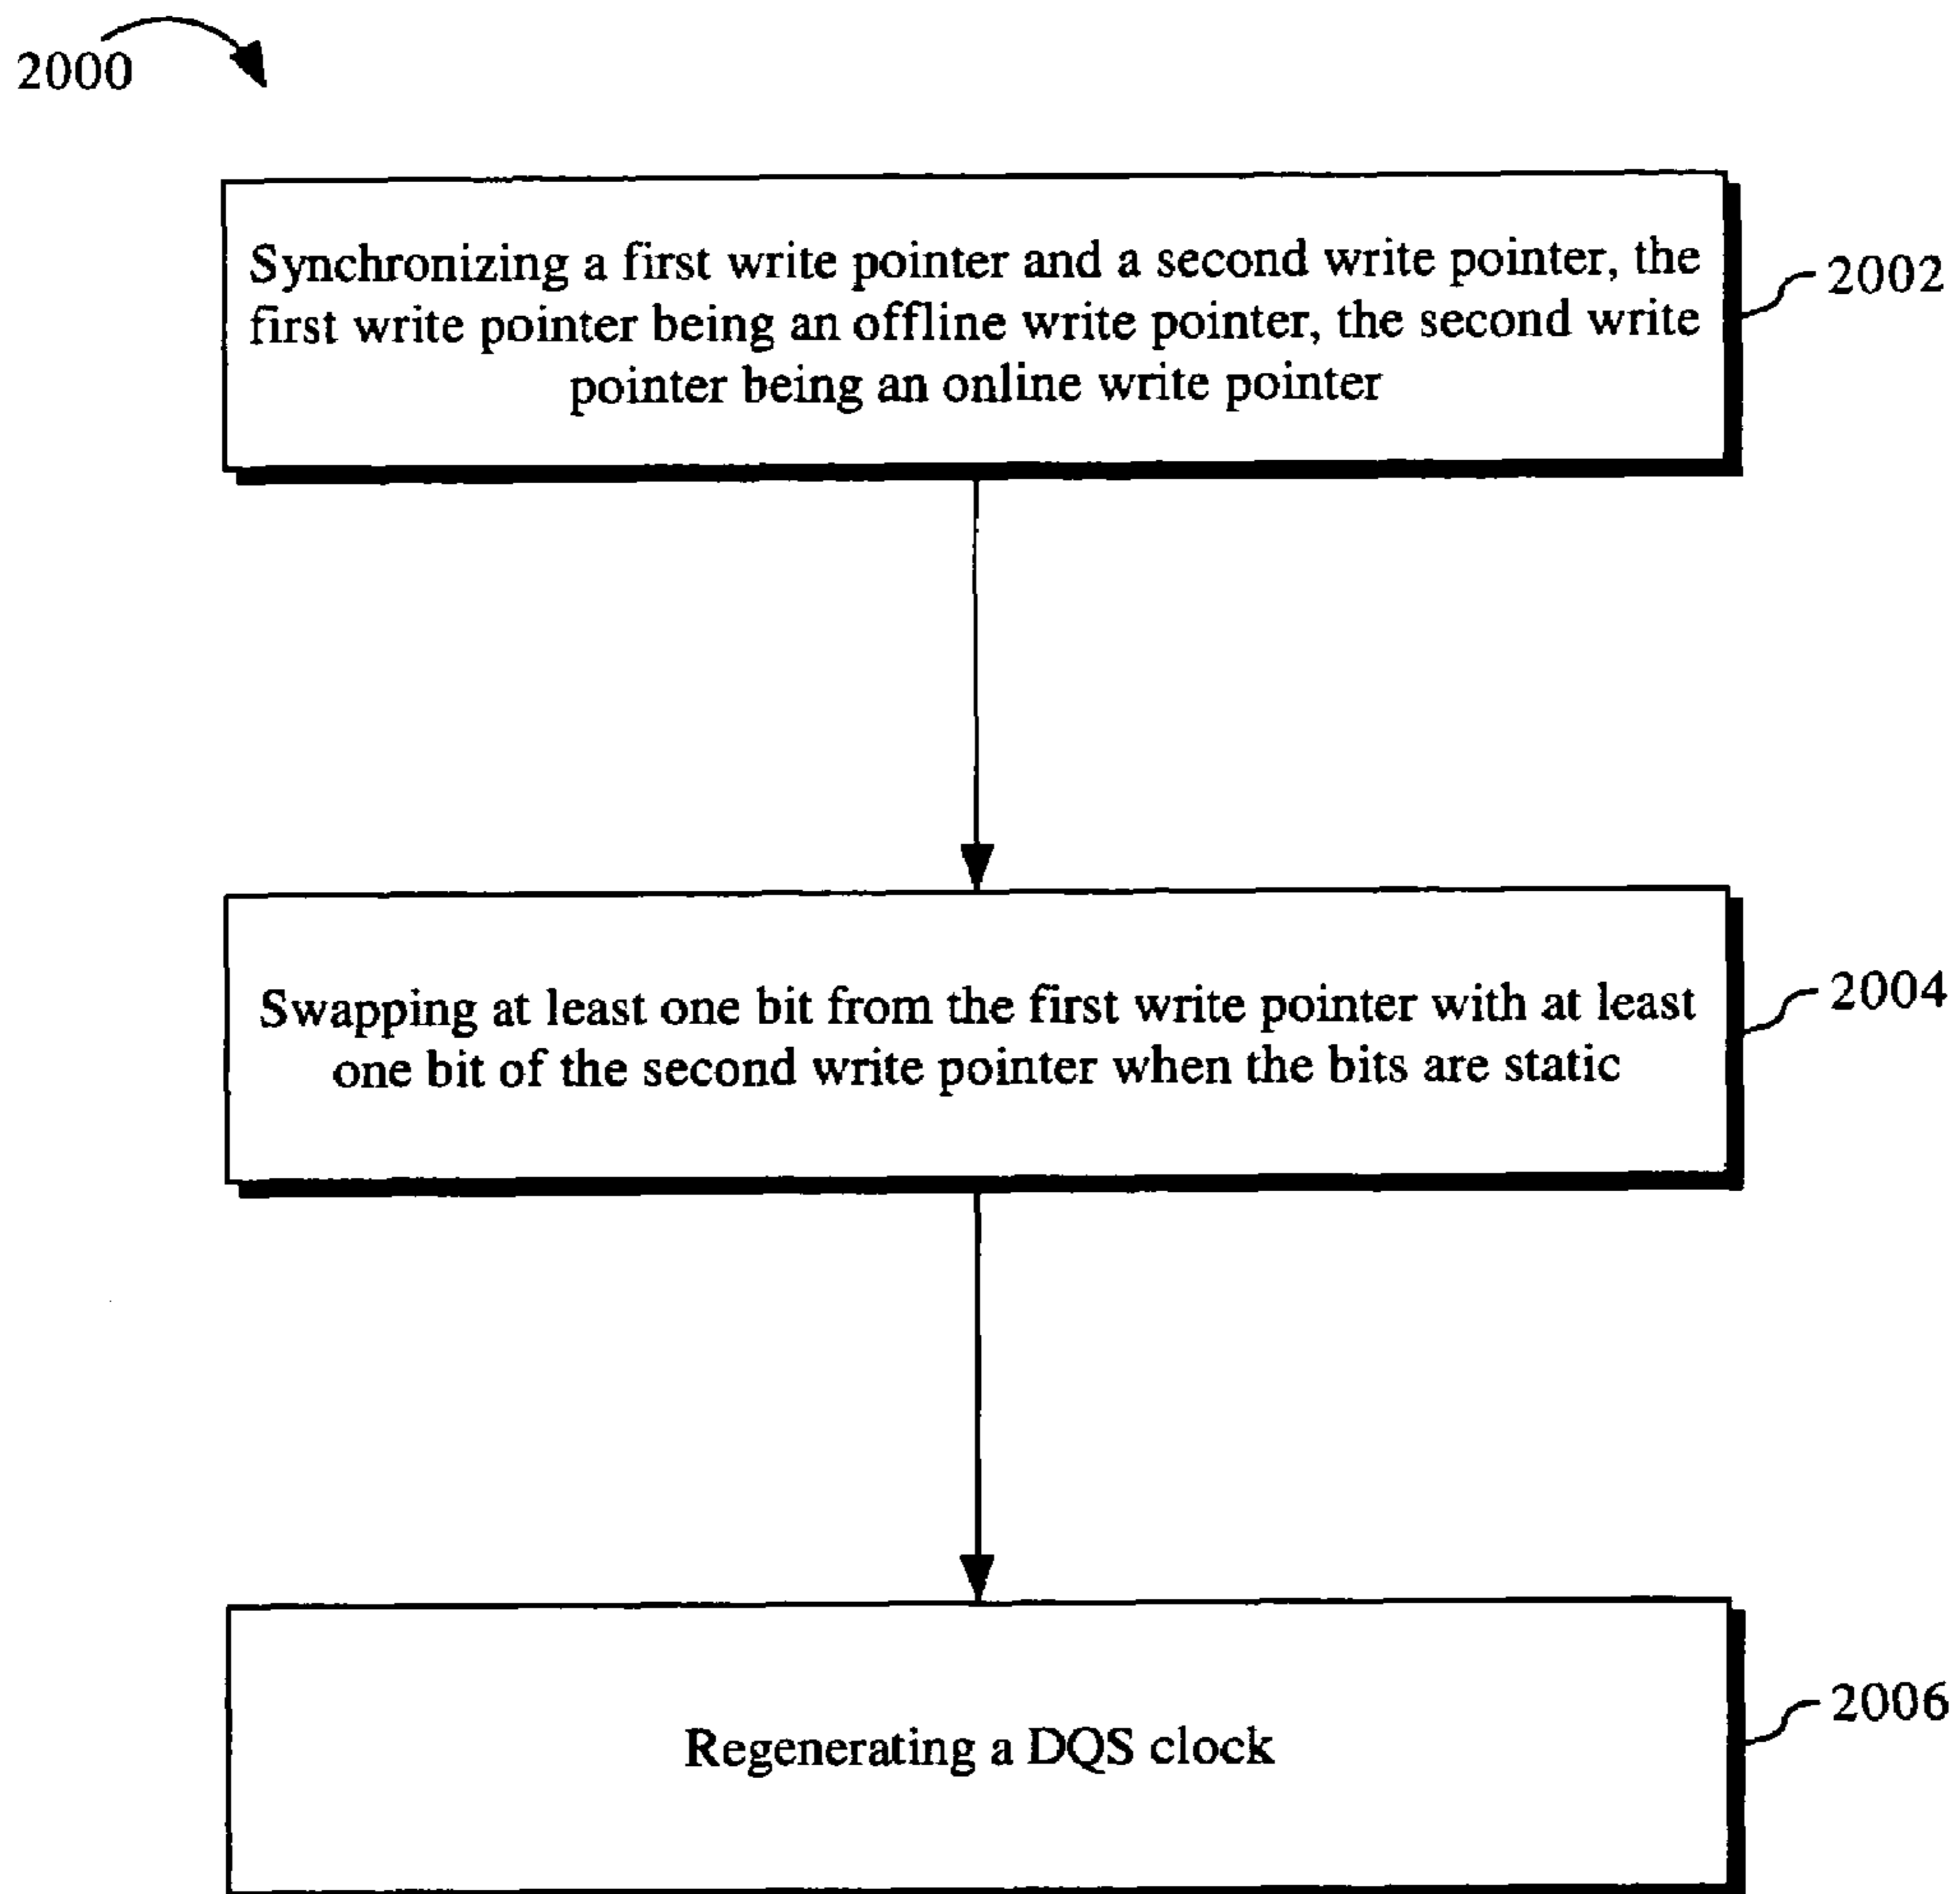 2000
Synchronizing a first write pointer and a second write pointer, the
first write pointer being an offline write pointer, the second write
pointer being an online write pointer
2002
Swapping at least one bit from the first write pointer with at least
one bit of the second write pointer when the bits are static
2004
Regenerating a DQS clock
2006